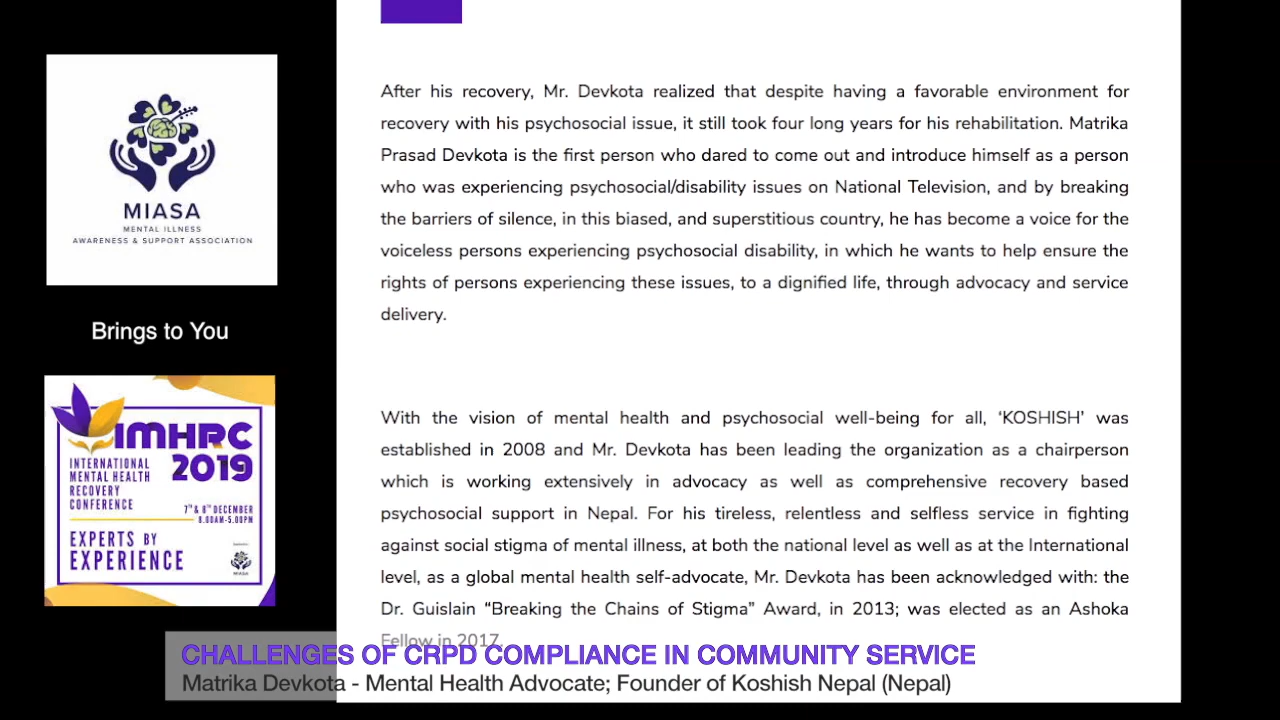 MIASA
MENTAL ILLNESS
AWARENESS & SUPPORT ASSOCIATION
Brings to You
IMHRC
2019
INTERNATIONAL
MENTAL HEALTH
RECOVERY
CONFERENCE
7TH & 8TH DECEMBER
8.00AM-5.00PM
EXPERTS BY
EXPERIENCE
MIASA
After his recovery, Mr. Devkota realized that despite having a favorable environment for
recovery with his psychosocial issue, it still took four long years for his rehabilitation. Matrika
Prasad Devkota is the first person who dared to come out and introduce himself as a person
who was experiencing psychosocial/disability issues on National Television, and by breaking
the barriers of silence, in this biased, and superstitious country, he has become a voice for the
voiceless persons experiencing psychosocial disability, in which he wants to help ensure the
rights of persons experiencing these issues, to a dignified life, through advocacy and service
delivery.
With the vision of mental health and psychosocial well-being for all, ‘KOSHISH’ was
established in 2008 and Mr. Devkota has been leading the organization as a chairperson
which is working extensively in advocacy as well as comprehensive recovery based
psychosocial support in Nepal. For his tireless, relentless and selfless service in fighting
against social stigma of mental illness, at both the national level as well as at the International
level, as a global mental health self-advocate, Mr. Devkota has been acknowledged with: the
Dr. Guislain “Breaking the Chains of Stigma” Award, in 2013; was elected as an Ashoka
Fellow in 2017.
CHALLENGES OF CRPD COMPLIANCE IN COMMUNITY SERVICE
Matrika Devkota - Mental Health Advocate; Founder of Koshish Nepal (Nepal)